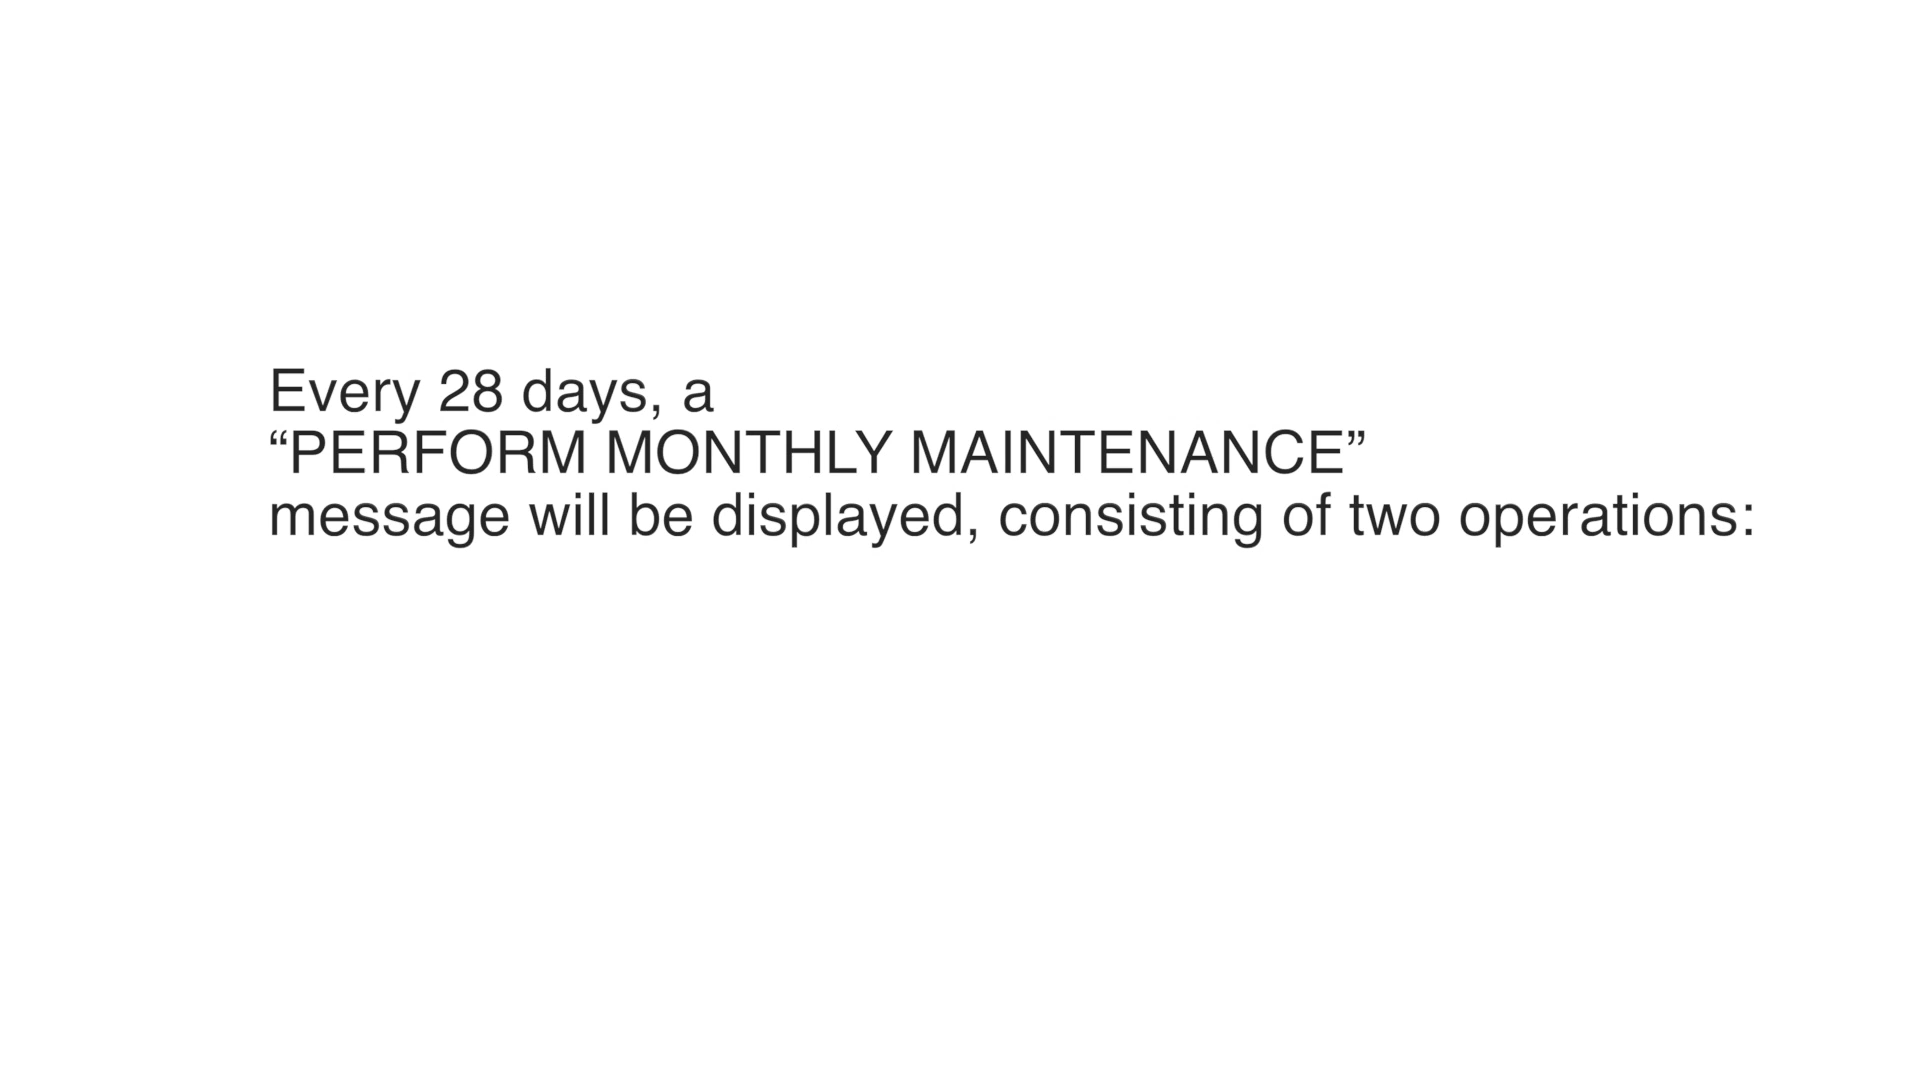 Every 28 days, a
“PERFORM MONTHLY MAINTENANCE”
message will be displayed, consisting of two operations: